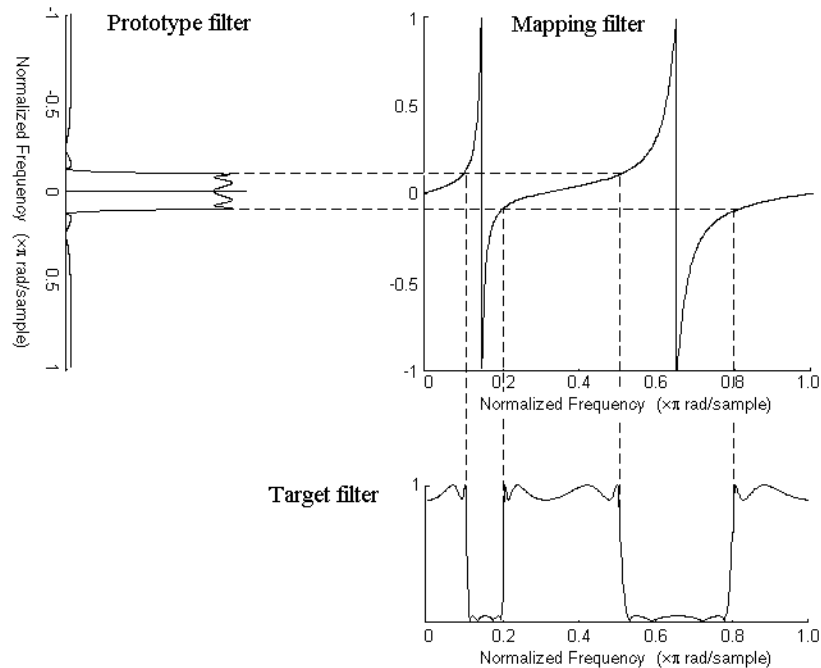 Prototype filter
-1
-0.5
0
0.5
1
Normalized Frequency (×π rad/sample)
Mapping filter
1
0.5
0
-0.5
-1
0 0.2 0.4 0.6 0.8 1.0
Normalized Frequency (×π rad/sample)
Target filter
1
0 0.2 0.4 0.6 0.8 1.0
Normalized Frequency (×π rad/sample)